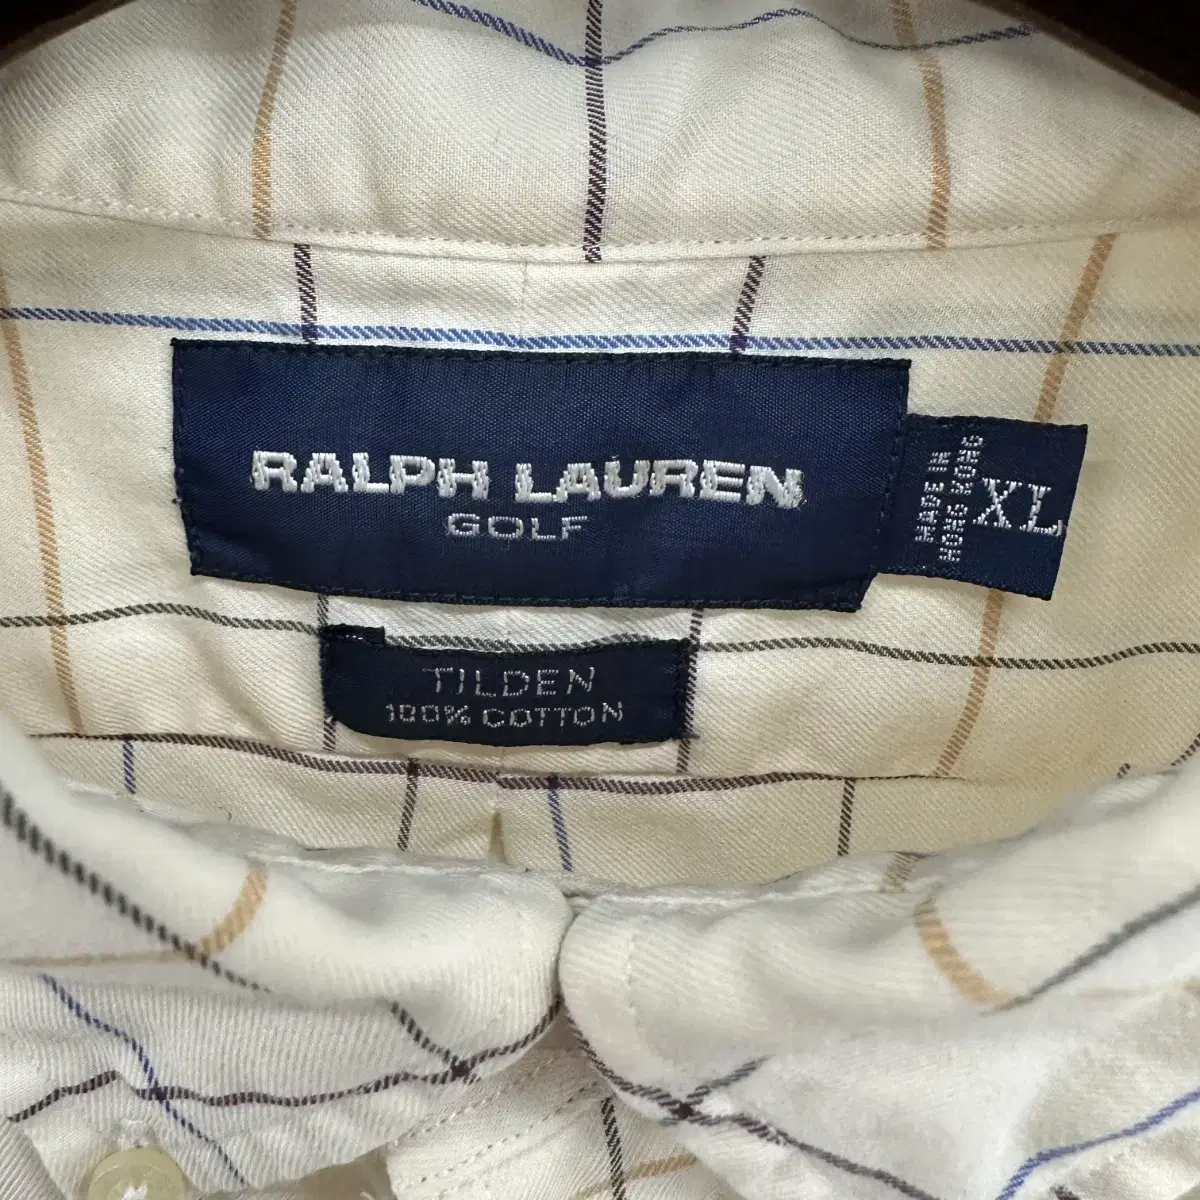 RALPH LAUREN
GOLF
MADE IN
HONG KONG
XL
TILDEN
100% COTTON